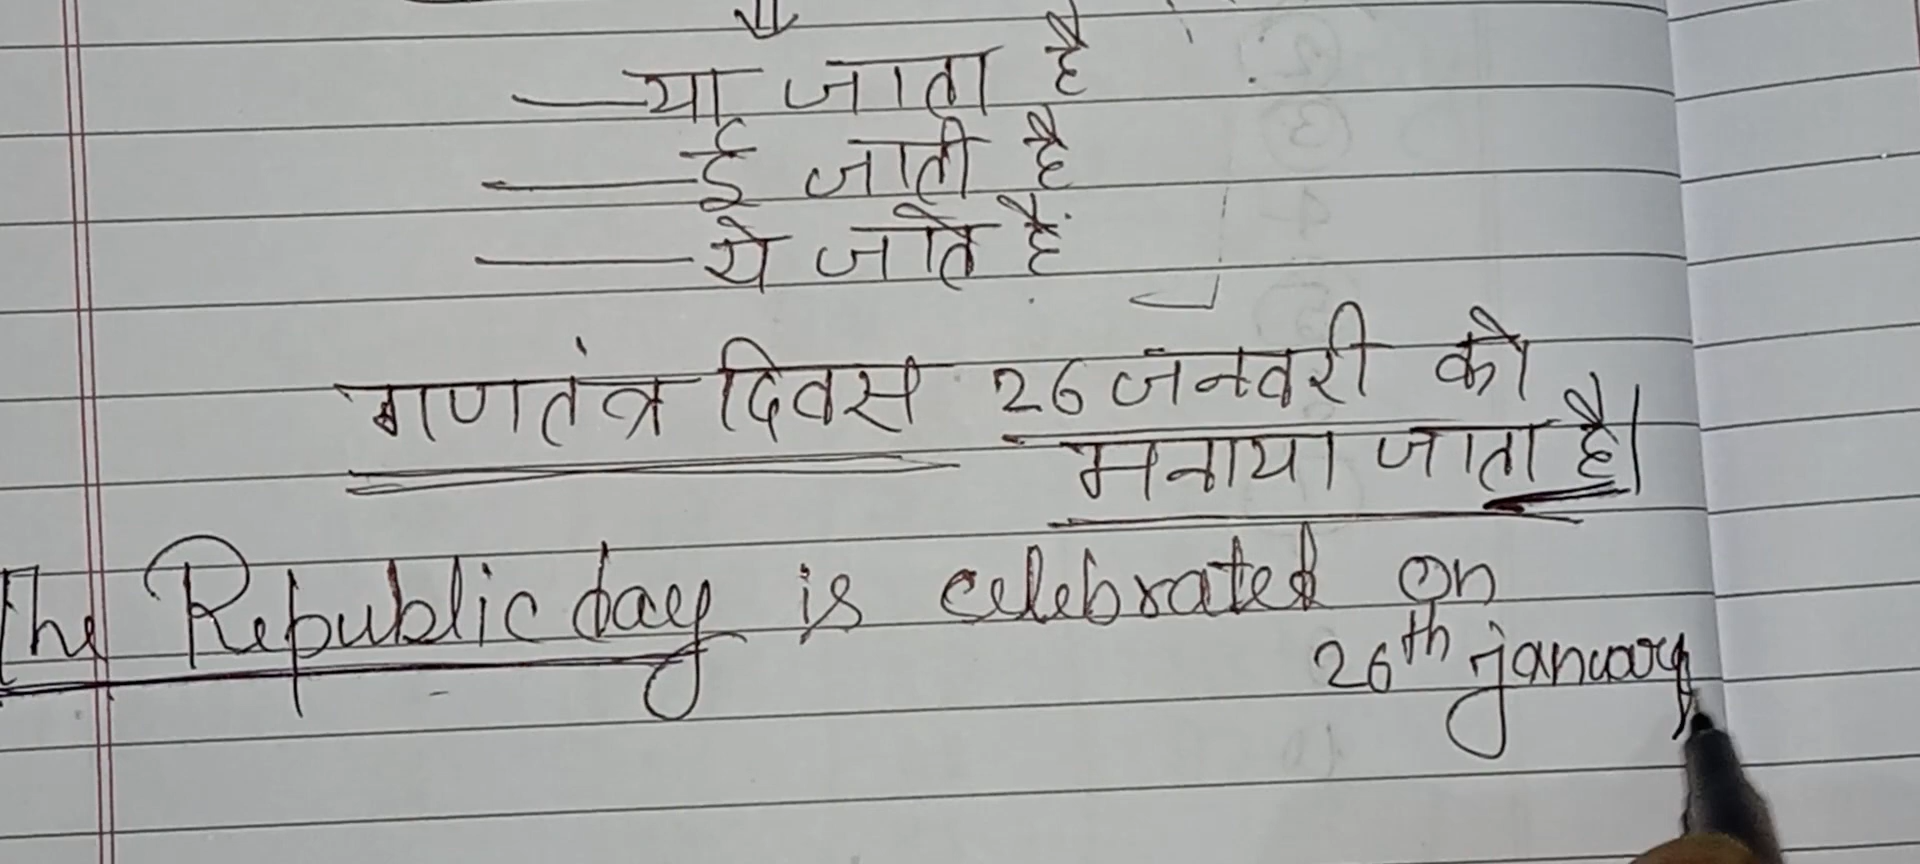 —या जाता है
—ई जाती है
—ये जाते हैं
गणतंत्र दिवस 26 जनवरी को
मनाया जाता है।
The Republic day is celebrated on
26th january